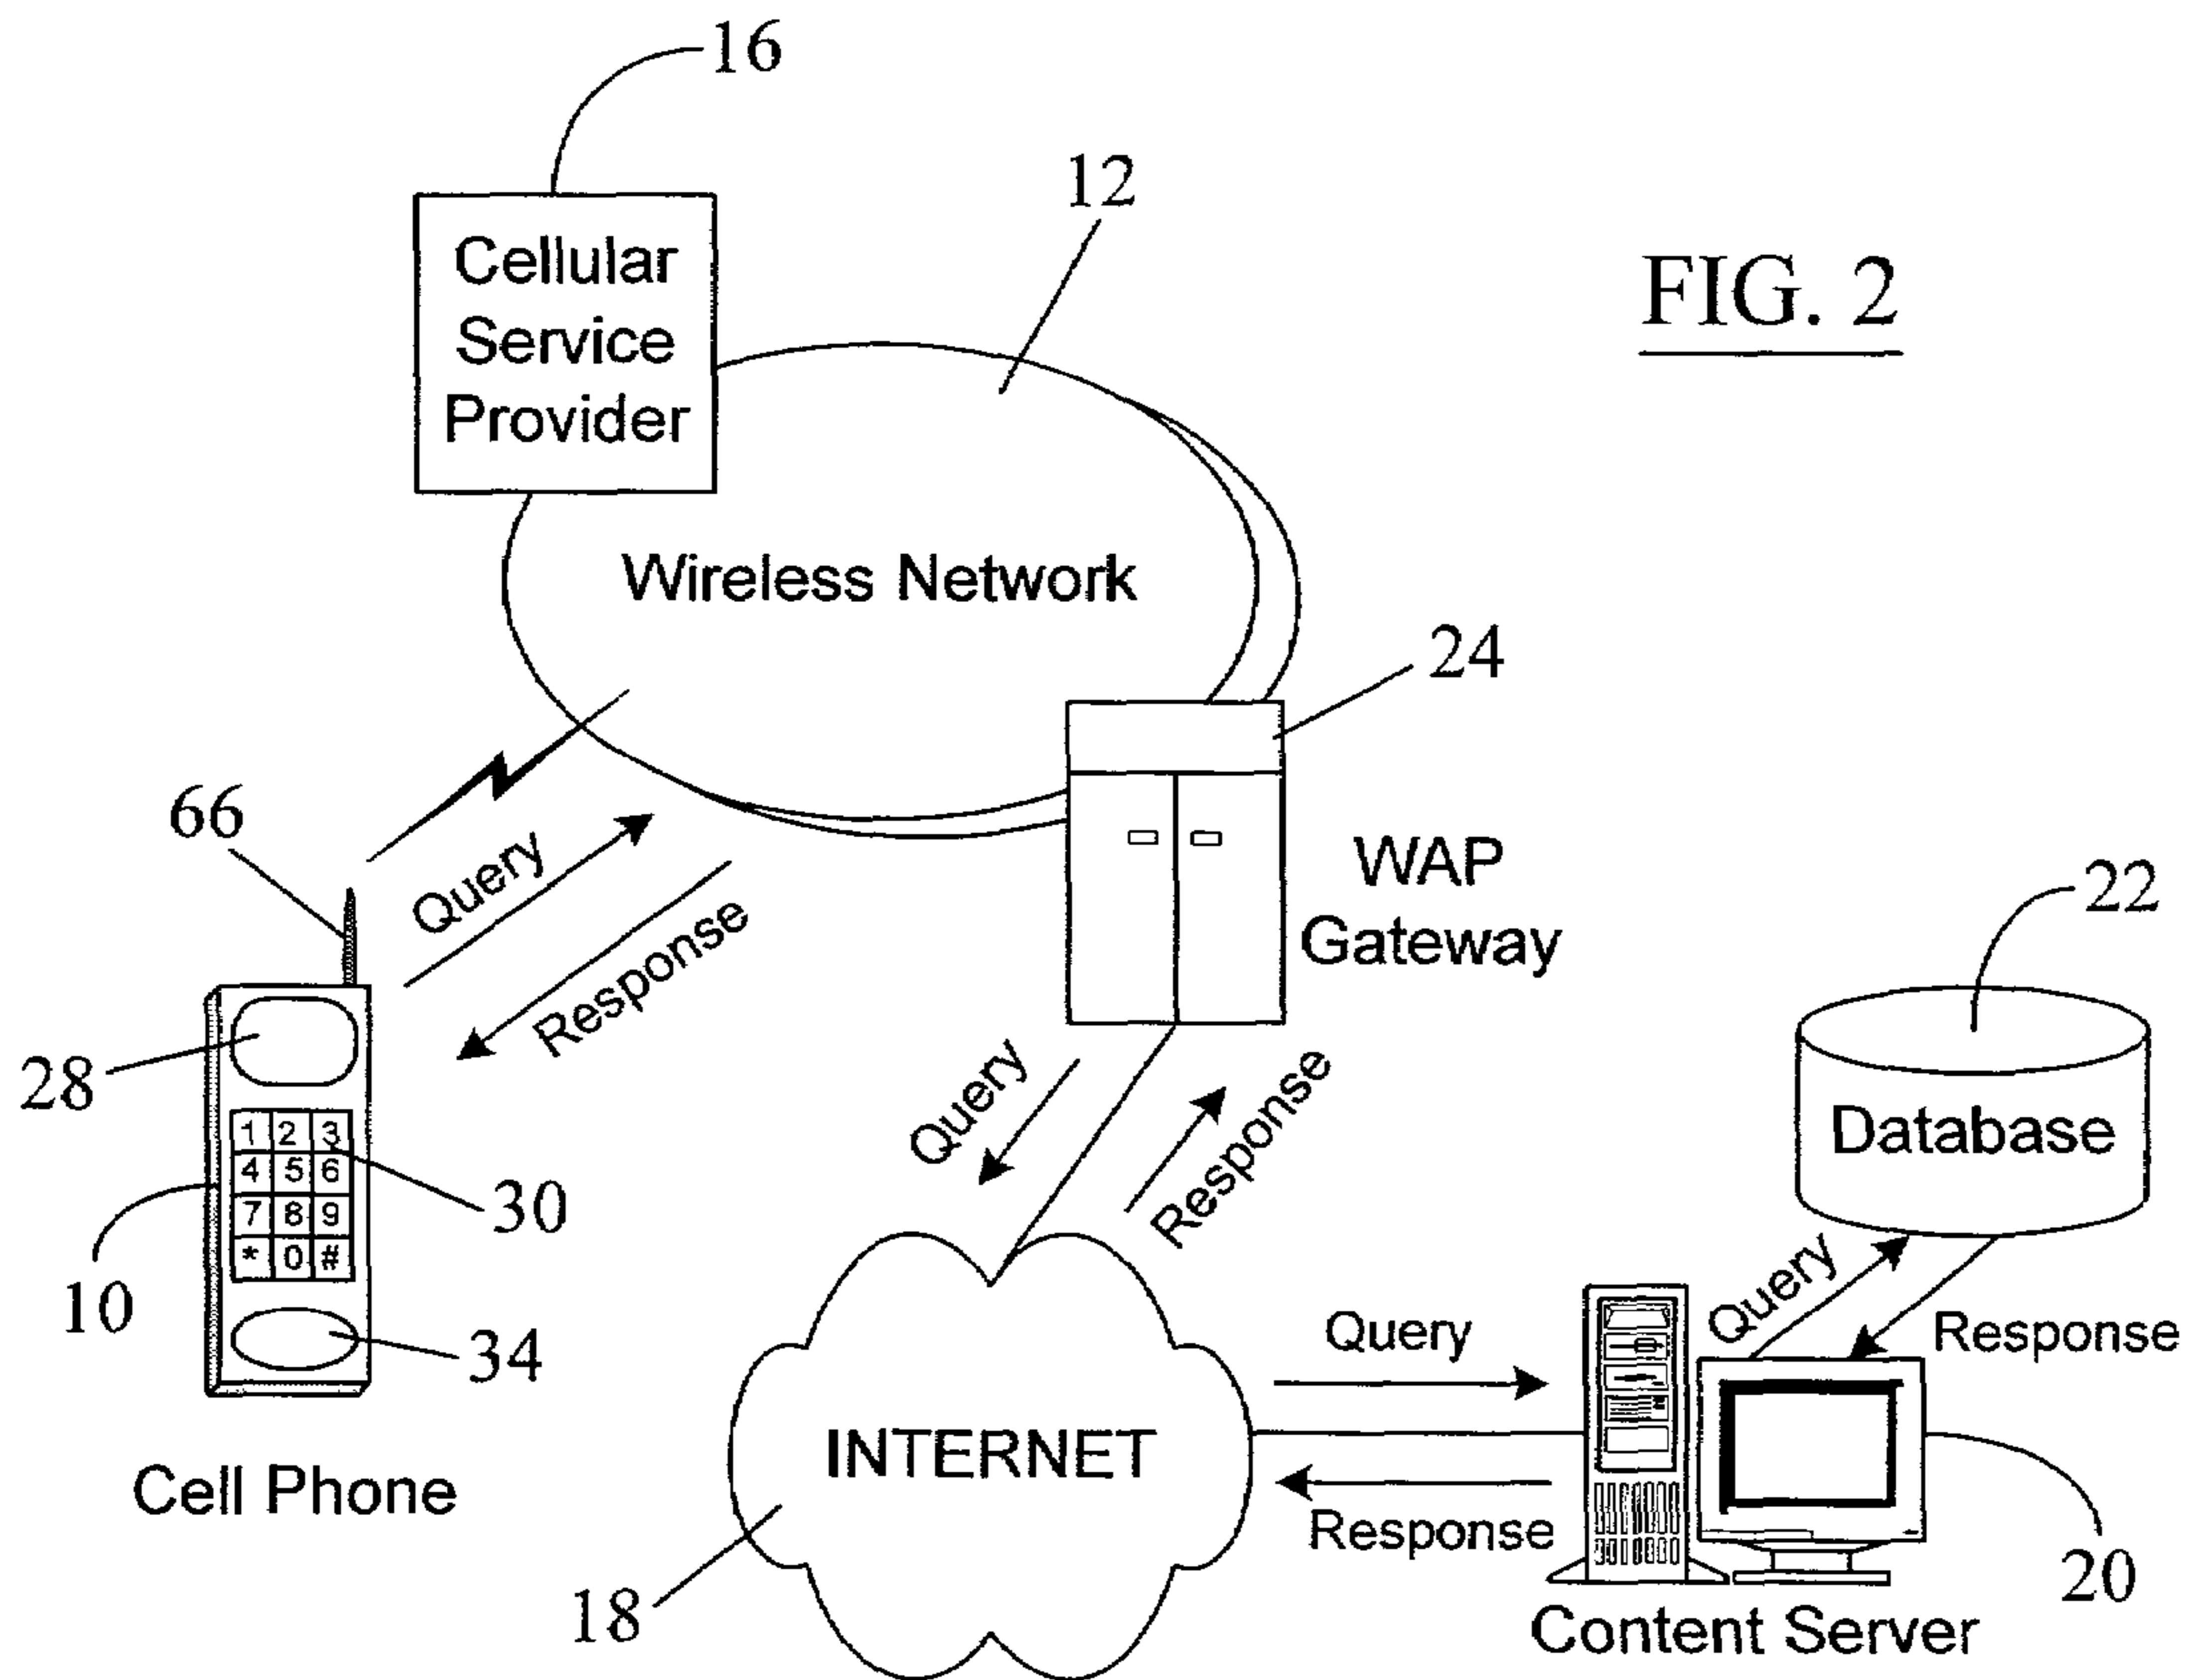 16
12
FIG. 2
Cellular
Service
Provider
Wireless Network
24
66
Query
Response
WAP
Gateway
22
28
1 2 3
4 5 6
7 8 9
* 0 #
30
10
34
Cell Phone
Query
Response
Database
Query
Response
INTERNET
Query
Response
18
20
Content Server